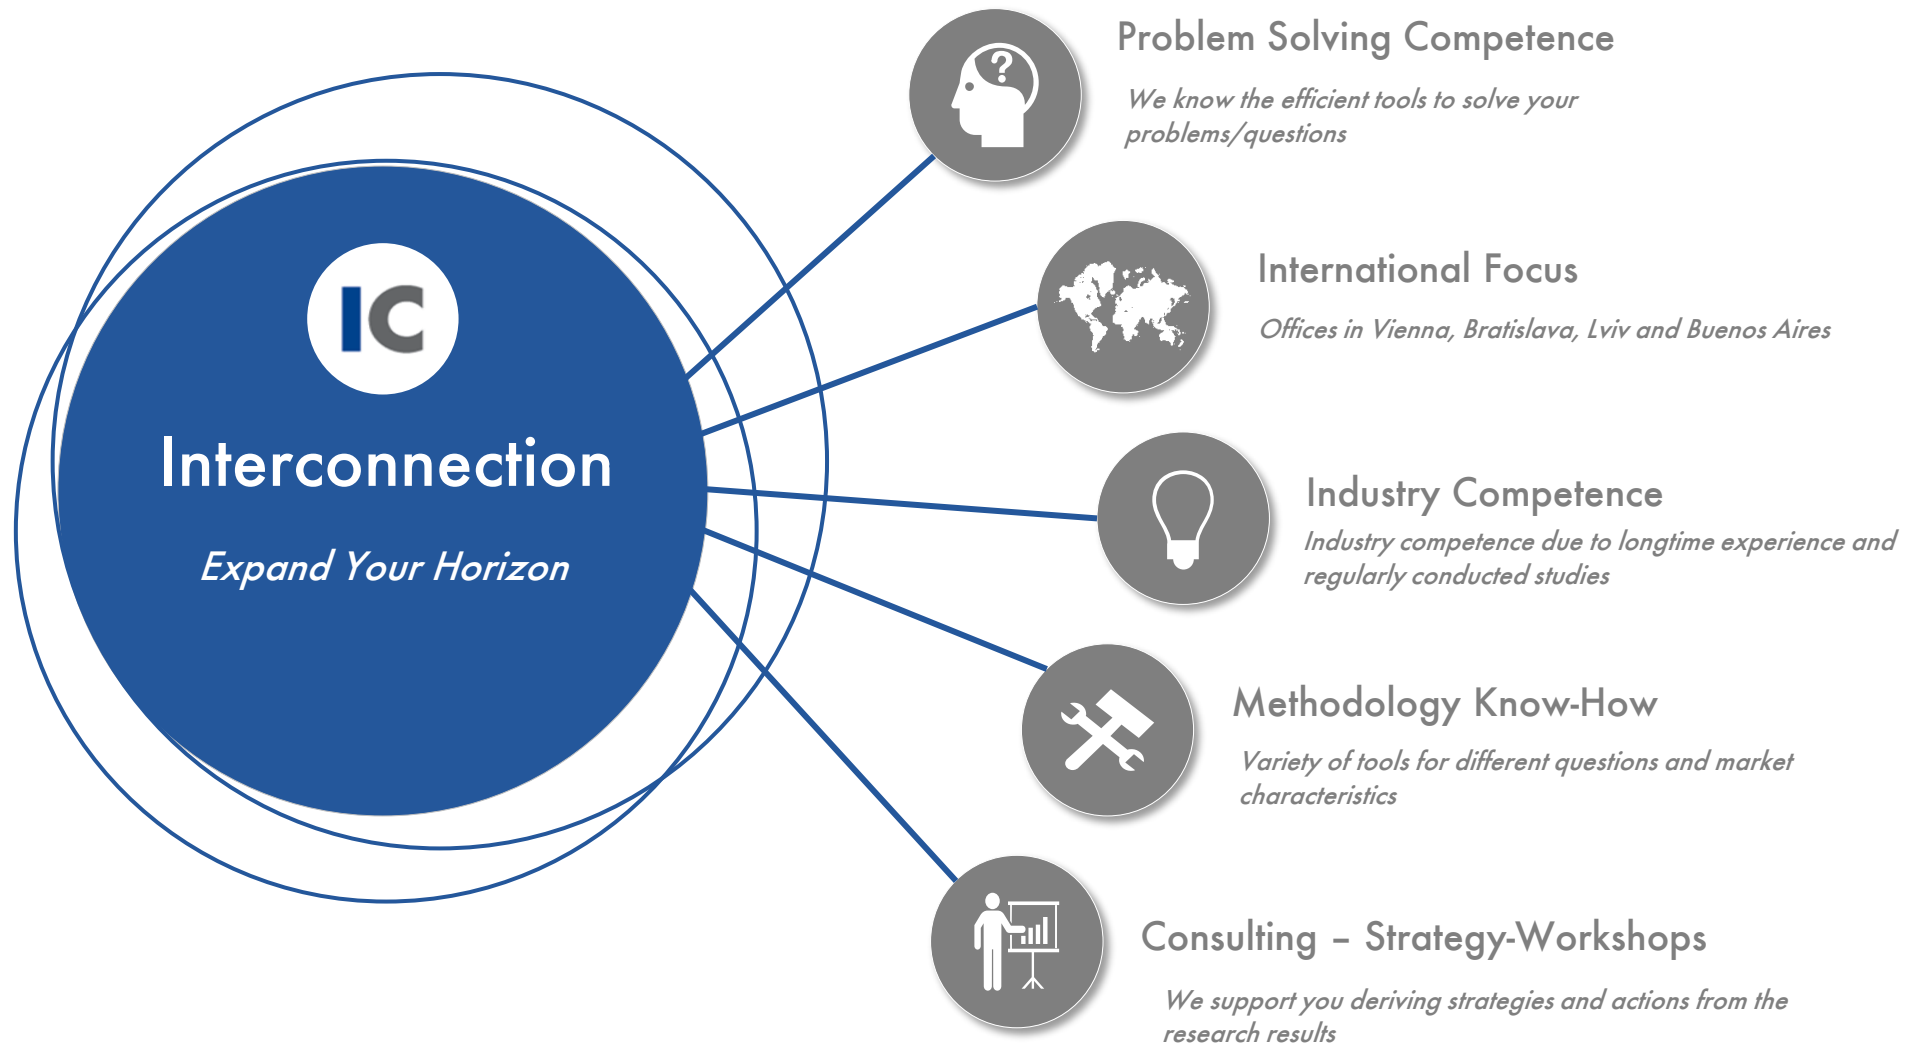 IC
Interconnection
Expand Your Horizon
?
Problem Solving Competence
We know the efficient tools to solve your
problems/questions
International Focus
Offices in Vienna, Bratislava, Lviv and Buenos Aires
Industry Competence
Industry competence due to longtime experience and
regularly conducted studies
Methodology Know-How
Variety of tools for different questions and market
characteristics
Consulting – Strategy-Workshops
We support you deriving strategies and actions from the
research results